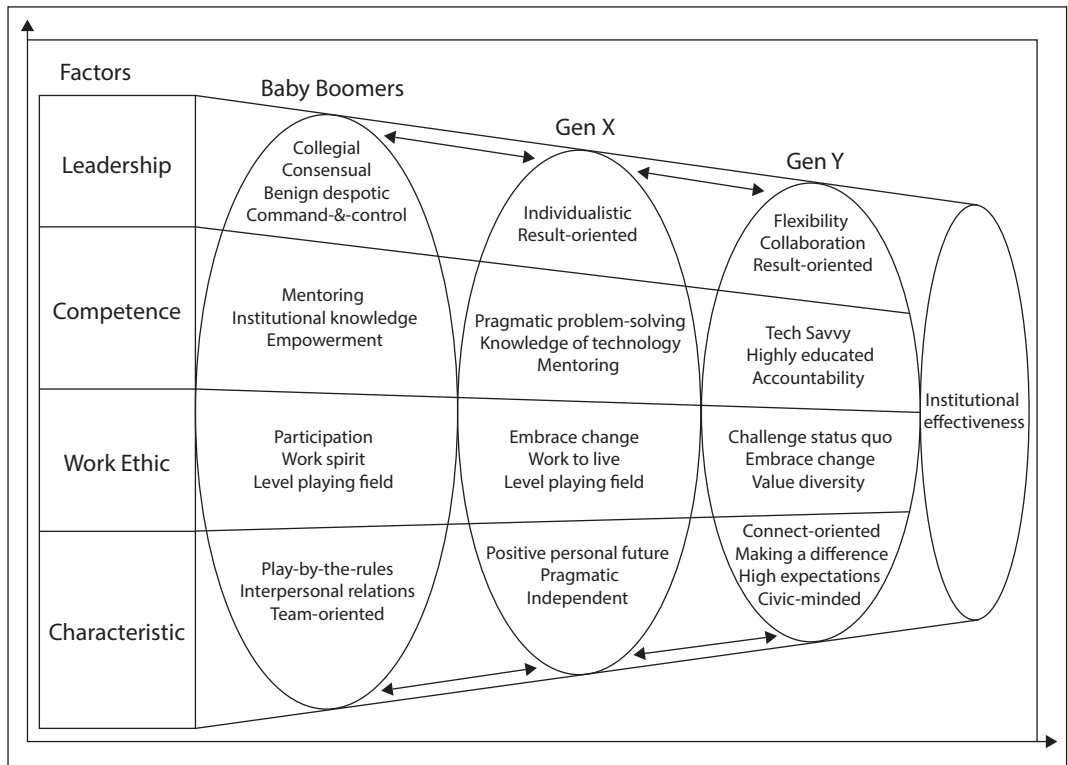 Factors
Baby Boomers
Gen X
Gen Y
Leadership
Collegial
Consensual
Benign despotic
Command-&-control
Individualistic
Result-oriented
Flexibility
Collaboration
Result-oriented
Competence
Mentoring
Institutional knowledge
Empowerment
Pragmatic problem-solving
Knowledge of technology
Mentoring
Tech Savvy
Highly educated
Accountability
Work Ethic
Participation
Work spirit
Level playing field
Embrace change
Work to live
Level playing field
Challenge status quo
Embrace change
Value diversity
Characteristic
Play-by-the-rules
Interpersonal relations
Team-oriented
Positive personal future
Pragmatic
Independent
Connect-oriented
Making a difference
High expectations
Civic-minded
Institutional
effectiveness